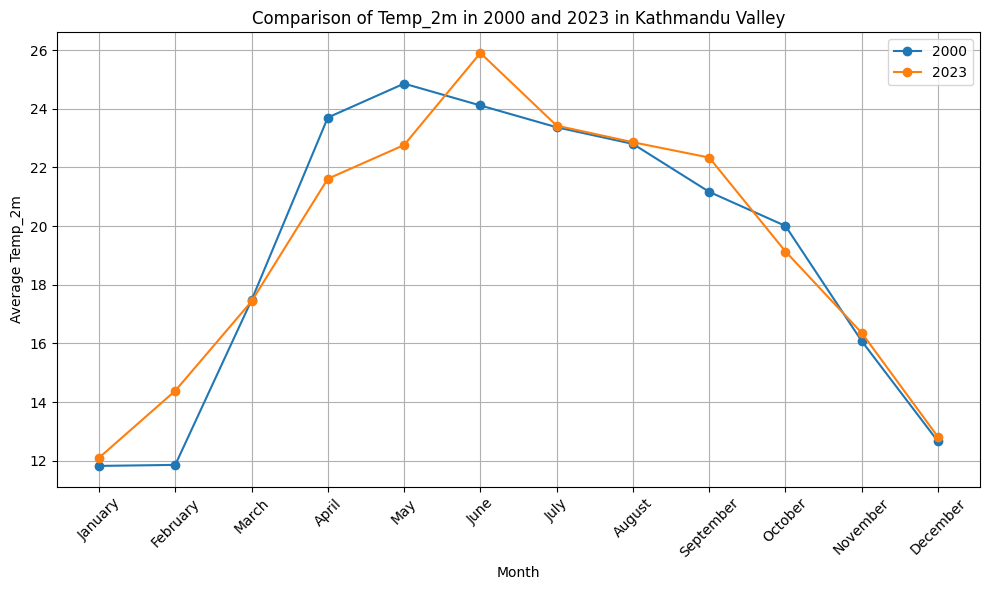 Comparison of Temp_2m in 2000 and 2023 in Kathmandu Valley
2000
2023
Average Temp_2m
26
24
22
20
18
16
14
12
January
February
March
April
May
June
July
August
September
October
November
December
Month